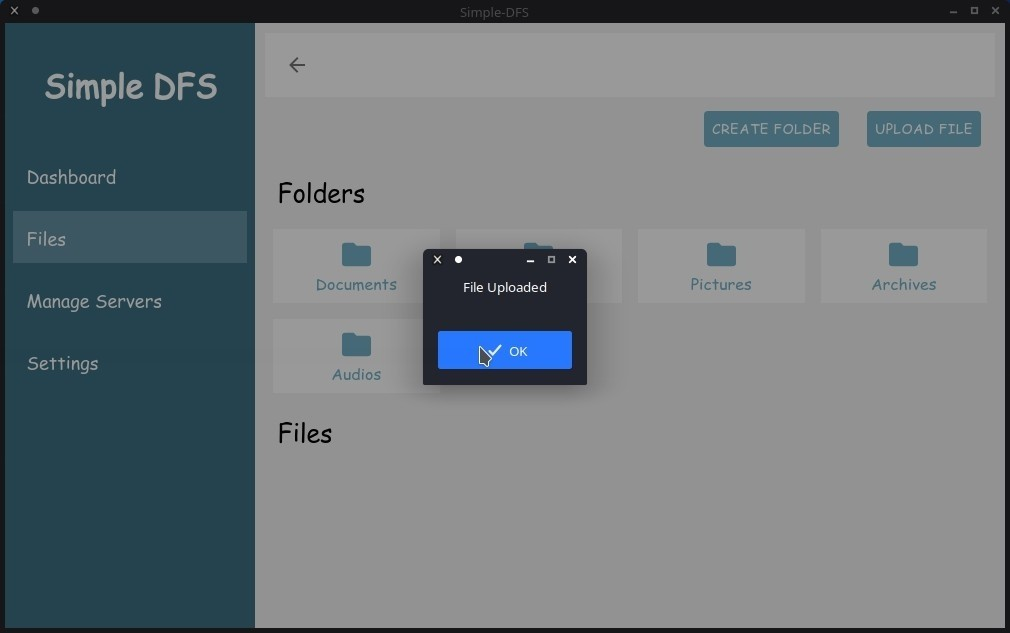 Simple-DFS
Simple DFS
CREATE FOLDER
UPLOAD FILE
Dashboard
Folders
Files
Documents
Pictures
Archives
File Uploaded
OK
Manage Servers
Settings
Audios
Files